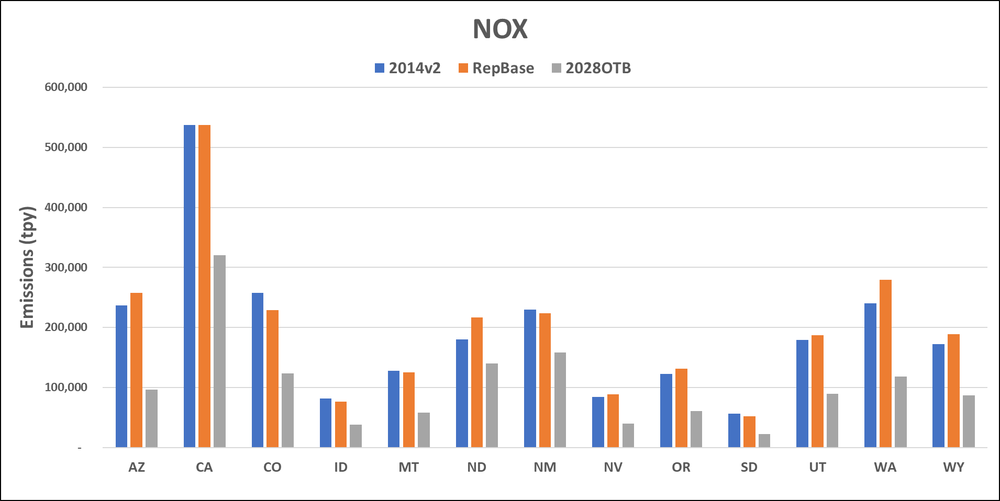 NOX
2014v2 RepBase 2028OTB
600,000
500,000
400,000
300,000
200,000
100,000
-
Emissions (tpy)
AZ CA CO ID MT ND NM NV OR SD UT WA WY